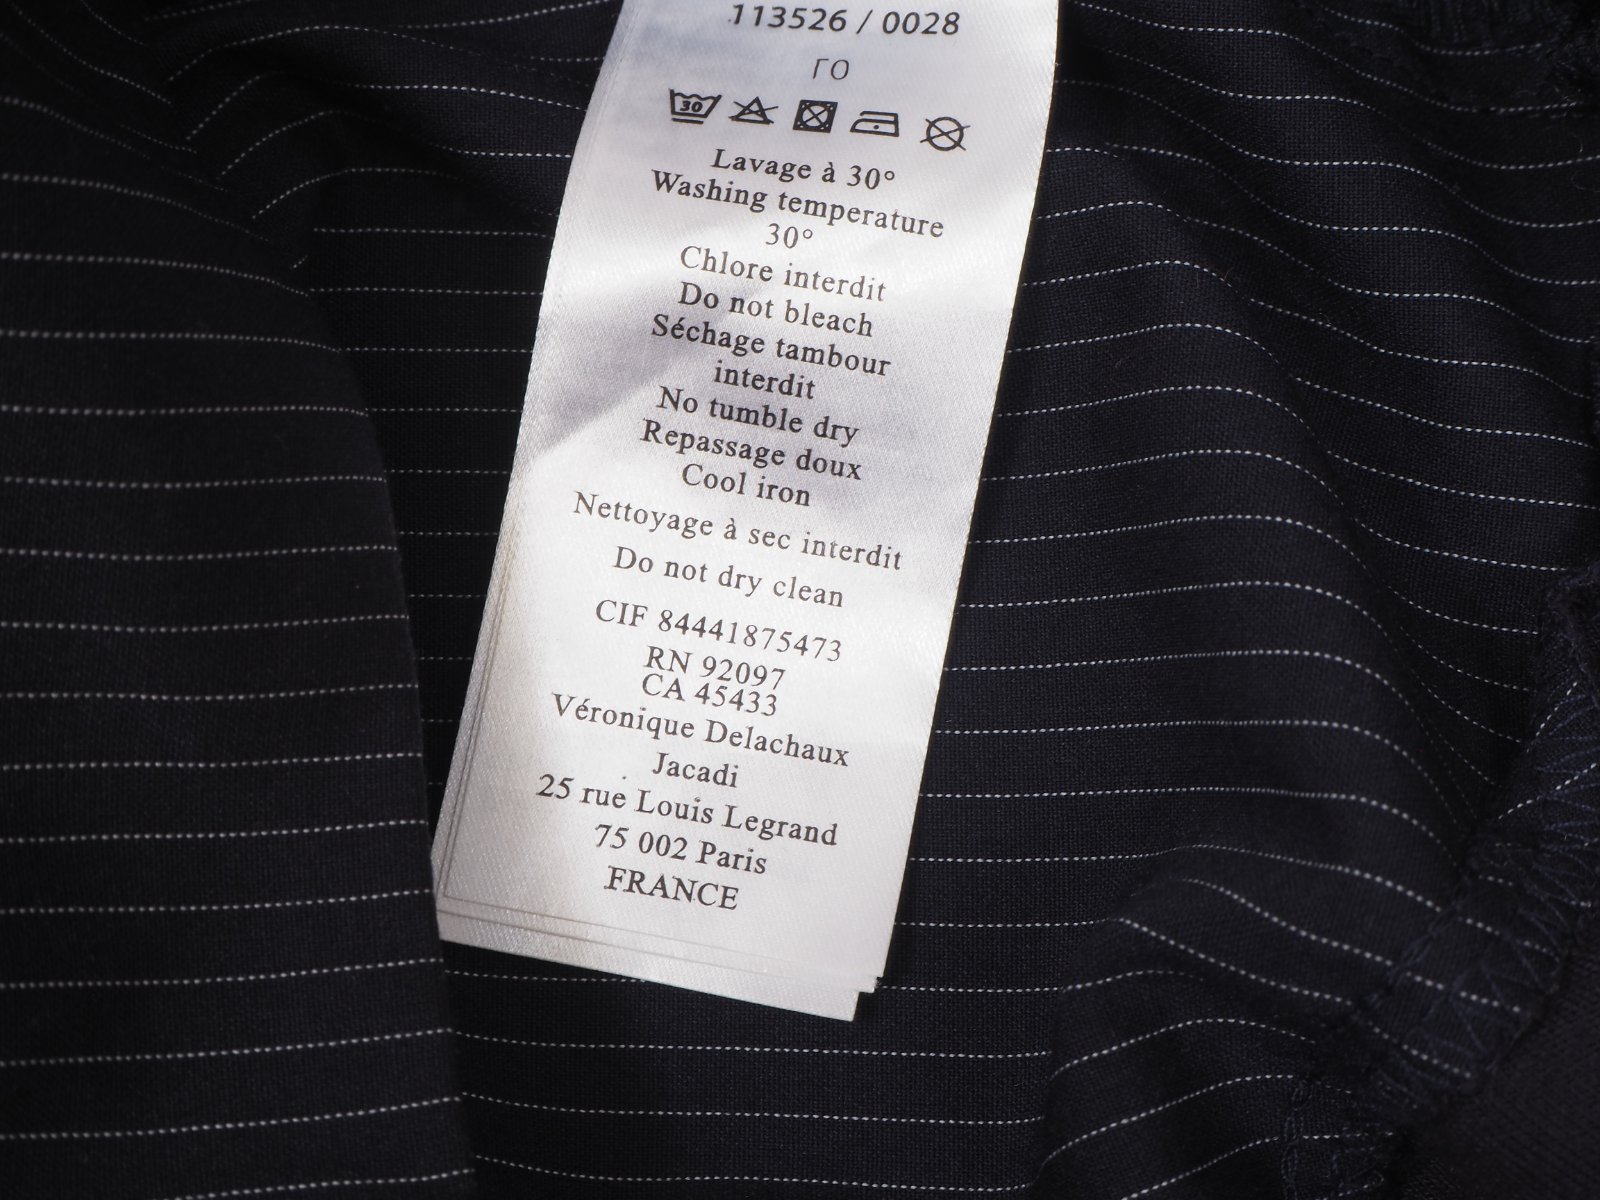 113526 / 0028
ГО
30
Lavage à 30°
Washing temperature
30°
Chlore interdit
Do not bleach
Séchage tambour
interdit
No tumble dry
Repassage doux
Cool iron
Nettoyage à sec interdit
Do not dry clean
CIF 84441875473
RN 92097
CA 45433
Véronique Delachaux
Jacadi
25 rue Louis Legrand
75 002 Paris
FRANCE